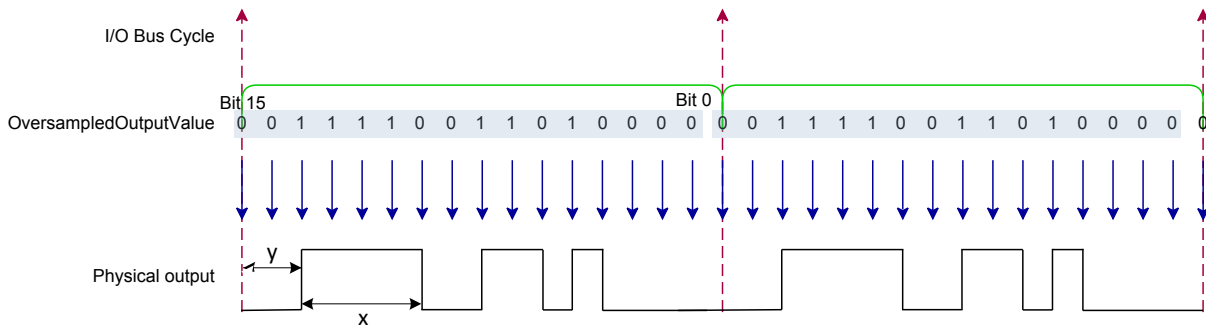 I/O Bus Cycle
Bit 15 Bit 0
OversampledOutputValue 0 0 1 1 1 1 0 0 1 1 0 1 0 0 0 0 0 0 1 1 1 1 0 0 1 1 0 1 0 0 0 0 0
y
Physical output
x